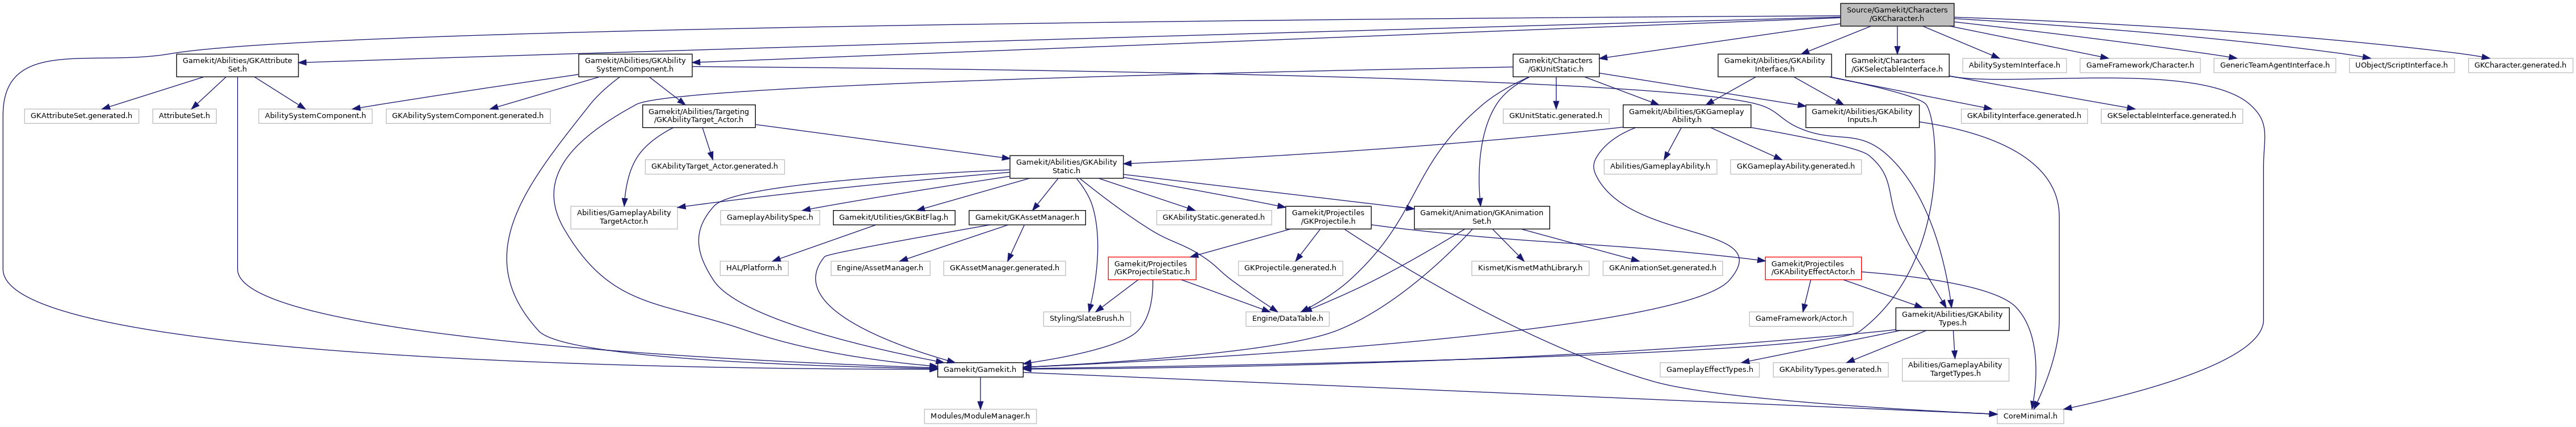 Source/Gamekit/Characters
/GKCharacter.h
Gamekit/Abilities/GKAttribute
Set.h
Gamekit/Abilities/GKAbility
SystemComponent.h
Gamekit/Characters
/GKUnitStatic.h
Gamekit/Abilities/GKAbility
Interface.h
Gamekit/Characters
/GKSelectableInterface.h
AbilitySystemInterface.h
GameFramework/Character.h
GenericTeamAgentInterface.h
UObject/ScriptInterface.h
GKCharacter.generated.h
GKAttributeSet.generated.h
AttributeSet.h
AbilitySystemComponent.h
GKAbilitySystemComponent.generated.h
Gamekit/Abilities/Targeting
/GKAbilityTarget_Actor.h
GKUnitStatic.generated.h
Gamekit/Abilities/GKGameplay
Ability.h
Gamekit/Abilities/GKAbility
Inputs.h
GKAbilityInterface.generated.h
GKSelectableInterface.generated.h
GKAbilityTarget_Actor.generated.h
Gamekit/Abilities/GKAbility
Static.h
Abilities/GameplayAbility.h
GKGameplayAbility.generated.h
Abilities/GameplayAbility
TargetActor.h
GameplayAbilitySpec.h
Gamekit/Utilities/GKBitFlag.h
Gamekit/GKAssetManager.h
GKAbilityStatic.generated.h
Gamekit/Projectiles
/GKProjectile.h
Gamekit/Animation/GKAnimation
Set.h
HAL/Platform.h
Engine/AssetManager.h
GKAssetManager.generated.h
Gamekit/Projectiles
/GKProjectileStatic.h
GKProjectile.generated.h
Kismet/KismetMathLibrary.h
GKAnimationSet.generated.h
Gamekit/Projectiles
/GKAbilityEffectActor.h
Styling/SlateBrush.h
Engine/DataTable.h
GameFramework/Actor.h
Gamekit/Abilities/GKAbility
Types.h
Gamekit/Gamekit.h
GameplayEffectTypes.h
GKAbilityTypes.generated.h
Abilities/GameplayAbility
TargetTypes.h
Modules/ModuleManager.h
CoreMinimal.h